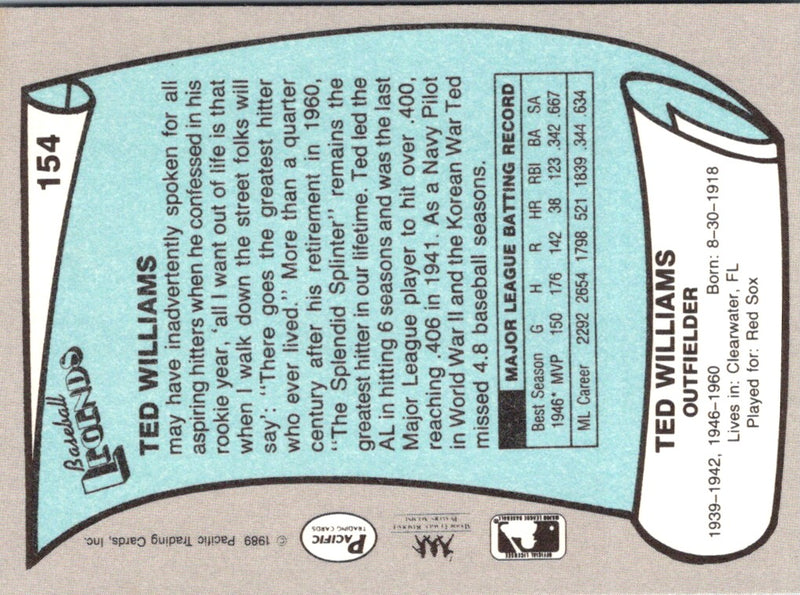 154
Baseball
LEGENDS
TED WILLIAMS
may have inadvertently spoken for all
aspiring hitters when he confessed in his
rookie year, 'all I want out of life is that
when I walk down the street folks will
say': "There goes the greatest hitter
who ever lived." More than a quarter
century after his retirement in 1960,
"The Splendid Splinter" remains the
greatest hitter in our lifetime. Ted led the
AL in hitting 6 seasons and was the last
Major League player to hit over .400,
reaching .406 in 1941. As a Navy Pilot
in World War II and the Korean War Ted
missed 4.8 baseball seasons.
MAJOR LEAGUE BATTING RECORD
Best Season G H R HR RBI BA SA
1946* MVP 150 176 142 38 123 .342 .667
ML Career 2292 2654 1798 521 1839 .344 .634
TED WILLIAMS
OUTFIELDER
1939–1942, 1946–1960 Born: 8–30–1918
Lives in: Clearwater, FL
Played for: Red Sox
© 1989 Pacific Trading Cards, Inc.
PACIFIC
TRADING CARDS
MAJOR LEAGUE BASEBALL
OFFICIAL LICENSEE